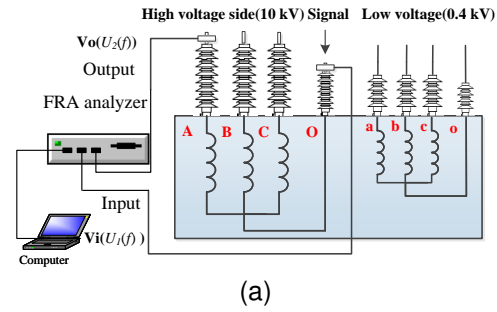 High voltage side(10 kV) Signal Low voltage(0.4 kV)
Vo(U2(f))
Output
FRA analyzer
A B C O a b c o
Input
Vi(U1(f) )
Computer
(a)